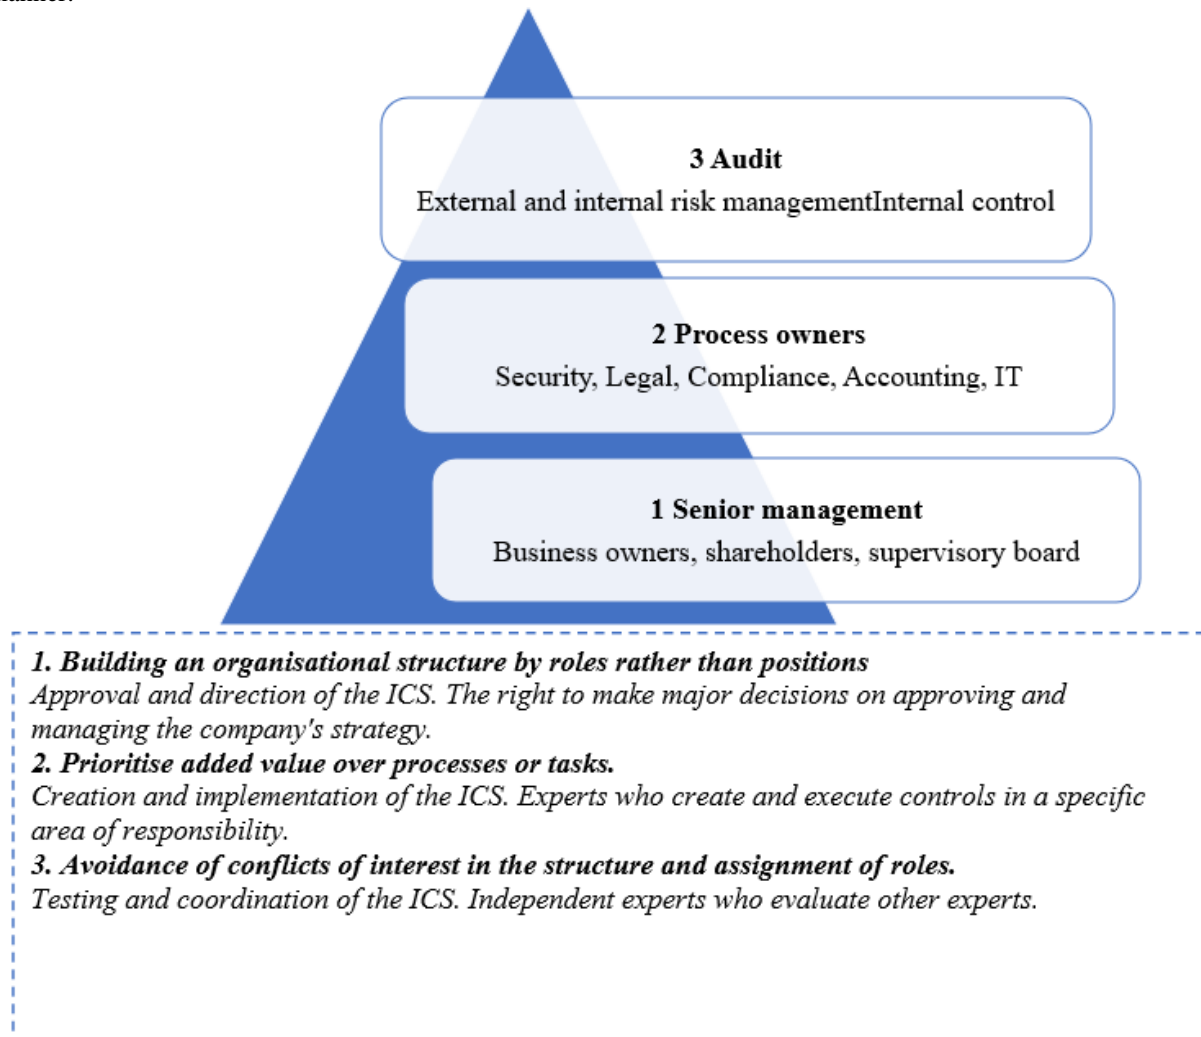 3 Audit
External and internal risk managementInternal control
2 Process owners
Security, Legal, Compliance, Accounting, IT
1 Senior management
Business owners, shareholders, supervisory board
1. Building an organisational structure by roles rather than positions
Approval and direction of the ICS. The right to make major decisions on approving and
managing the company's strategy.
2. Prioritise added value over processes or tasks.
Creation and implementation of the ICS. Experts who create and execute controls in a specific
area of responsibility.
3. Avoidance of conflicts of interest in the structure and assignment of roles.
Testing and coordination of the ICS. Independent experts who evaluate other experts.